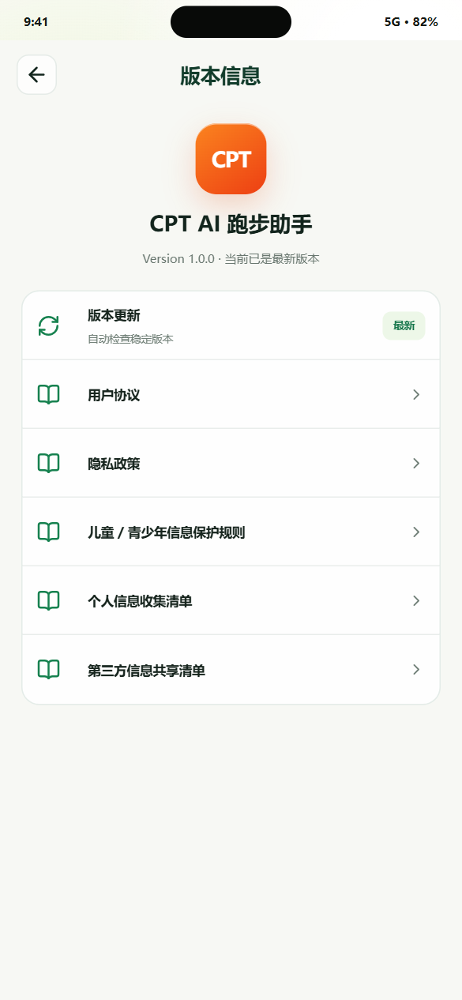 9:41
5G • 82%
版本信息
CPT
CPT AI 跑步助手
Version 1.0.0 · 当前已是最新版本
版本更新
自动检查稳定版本
最新
用户协议
隐私政策
儿童 / 青少年信息保护规则
个人信息收集清单
第三方信息共享清单